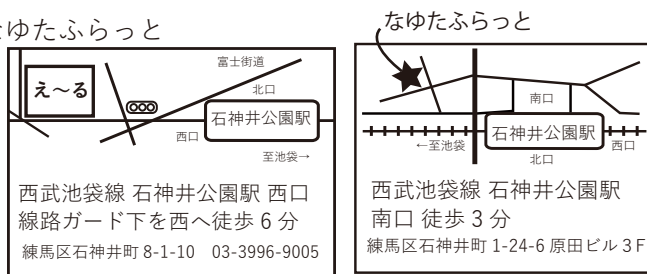 なゆたふらっと
え〜る
富士街道
北口
石神井公園駅
西口
至池袋→
西武池袋線 石神井公園駅 西口
線路ガード下を西へ徒歩 6 分
練馬区石神井町 8-1-10　03-3996-9005
なゆたふらっと
南口
石神井公園駅
←至池袋
西口
北口
西武池袋線 石神井公園駅
南口 徒歩 3 分
練馬区石神井町 1-24-6 原田ビル 3 F